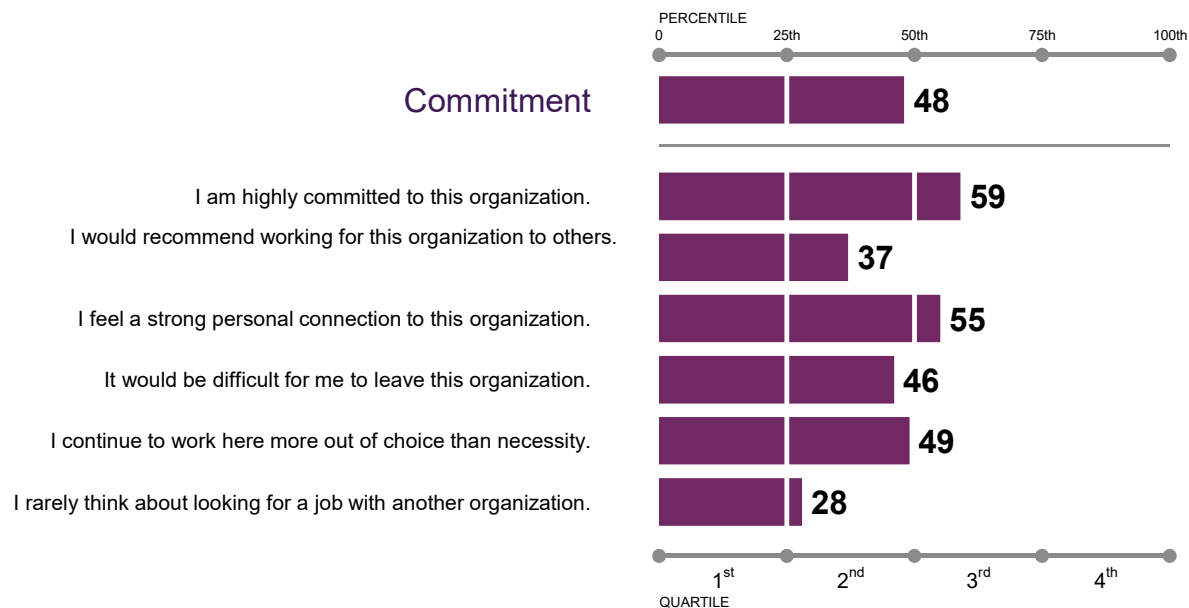 PERCENTILE
0 25th 50th 75th 100th
Commitment 48
I am highly committed to this organization. 59
I would recommend working for this organization to others. 37
I feel a strong personal connection to this organization. 55
It would be difficult for me to leave this organization. 46
I continue to work here more out of choice than necessity. 49
I rarely think about looking for a job with another organization. 28
1st 2nd 3rd 4th
QUARTILE